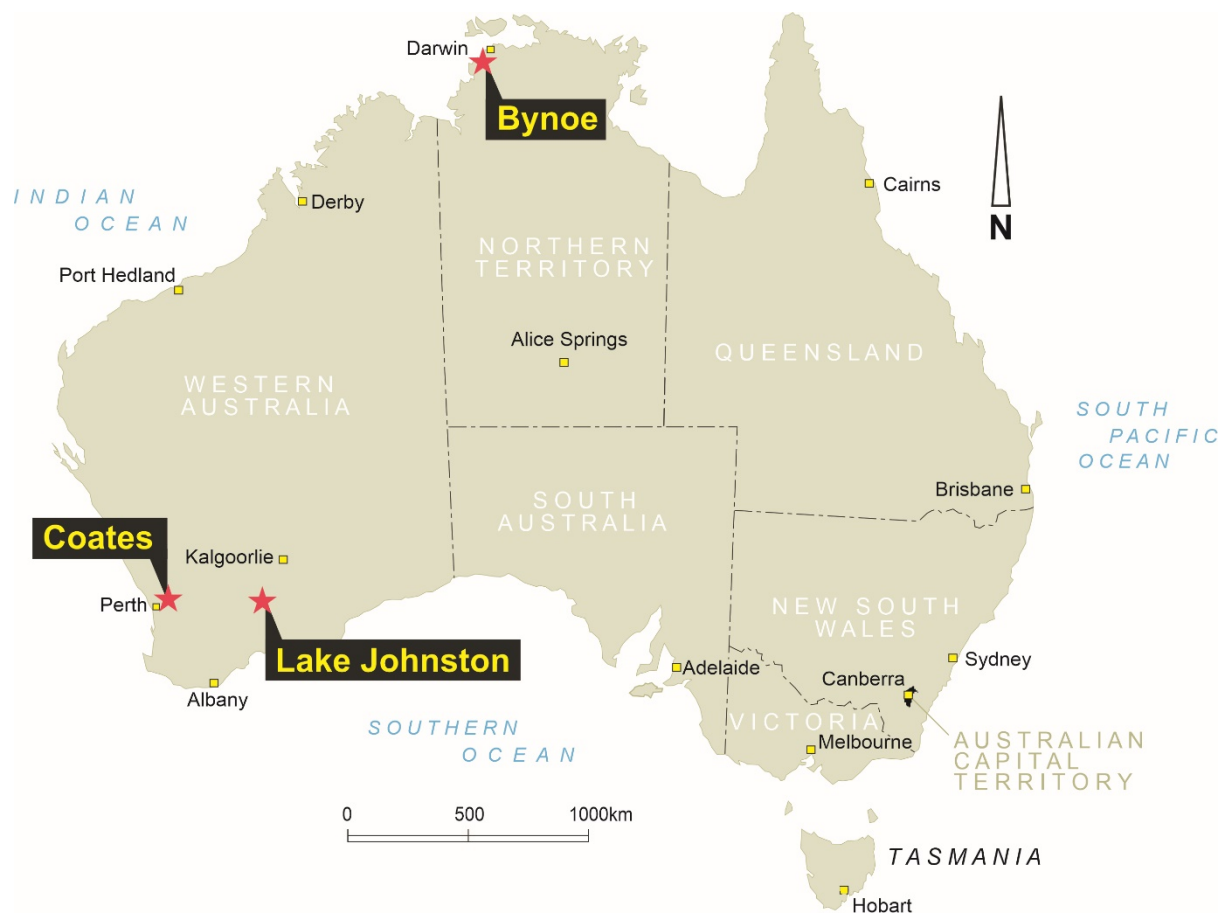 Darwin
Bynoe
Cairns
N
INDIAN
OCEAN
Derby
NORTHERN
TERRITORY
Port Hedland
Alice Springs
QUEENSLAND
WESTERN
AUSTRALIA
SOUTH
PACIFIC
OCEAN
Brisbane
SOUTH
AUSTRALIA
Coates
Kalgoorlie
Perth
NEW SOUTH
WALES
Lake Johnston
Adelaide
Sydney
Canberra
Albany
SOUTHERN
OCEAN
VICTORIA
Melbourne
AUSTRALIAN
CAPITAL
TERRITORY
0 500 1000km
TASMANIA
Hobart